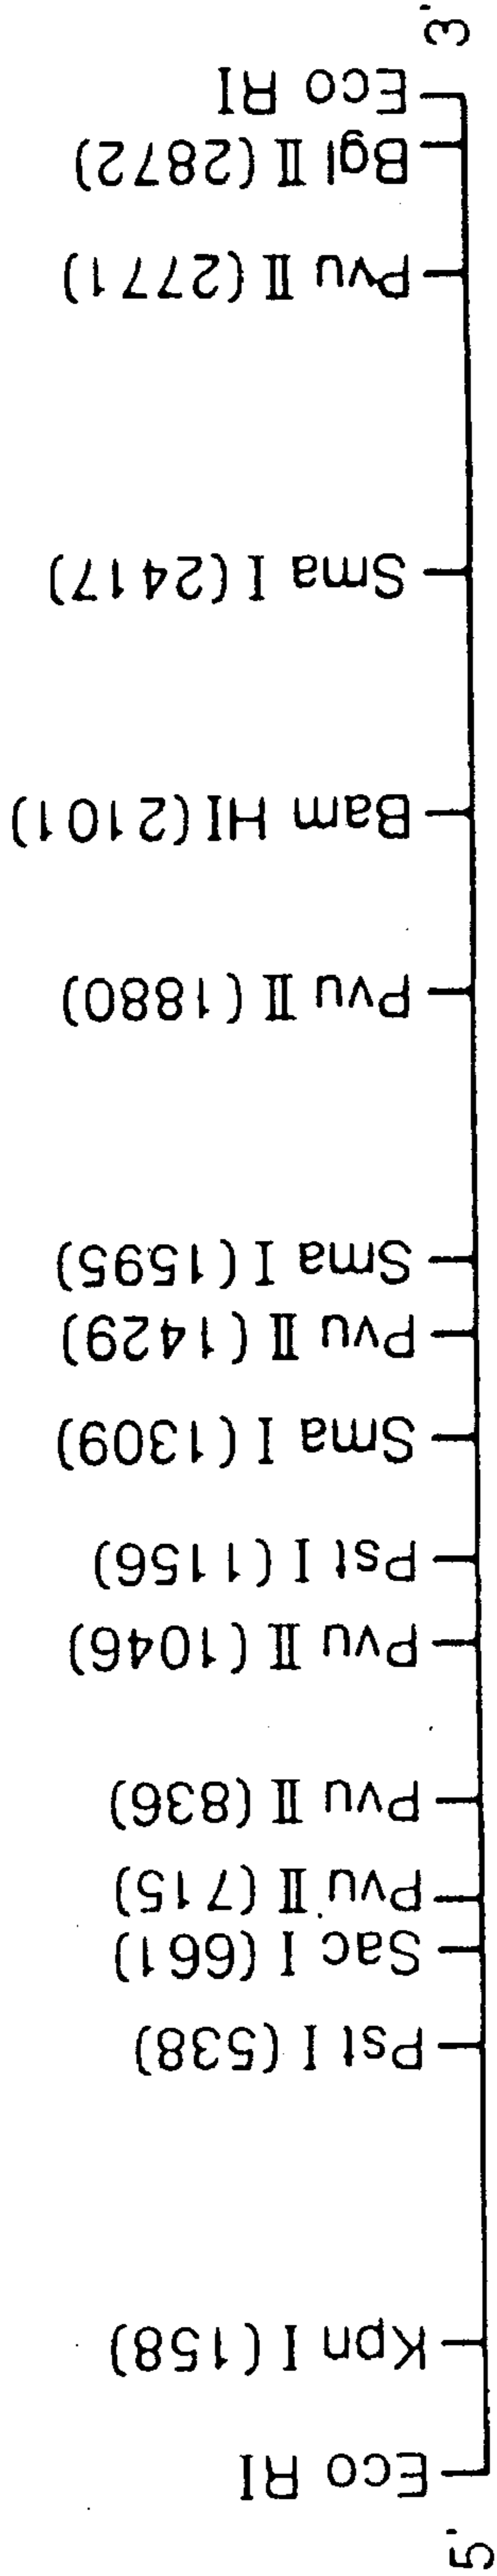 5'
Eco RI
Kpn I (158)
Pst I (538)
Sac I (661)
Pvu II (715)
Pvu II (836)
Pvu II (1046)
Pst I (1156)
Sma I (1309)
Pvu II (1429)
Sma I (1595)
Pvu II (1880)
Bam HI (2101)
Sma I (2417)
Pvu II (2771)
Bgl II (2872)
Eco RI
3'